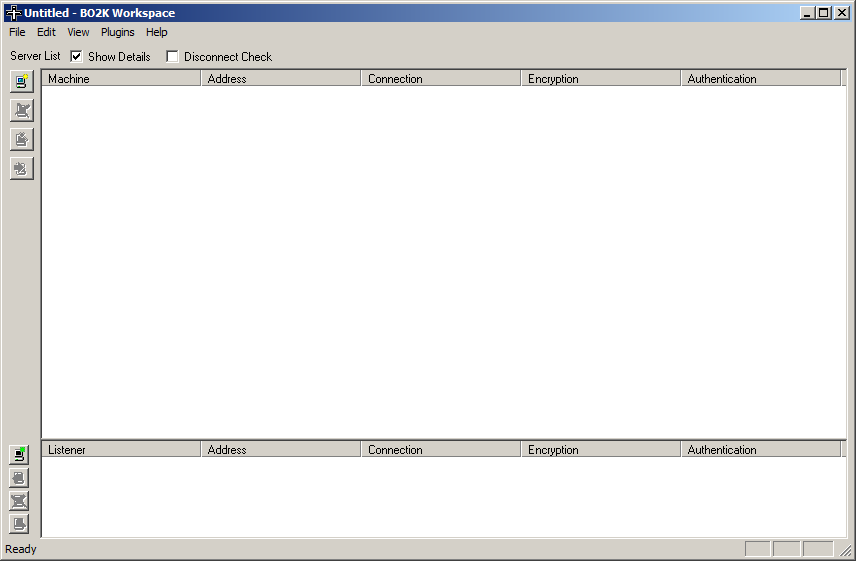 Untitled - BO2K Workspace
File Edit View Plugins Help
Server List Show Details Disconnect Check
Machine Address Connection Encryption Authentication
Listener Address Connection Encryption Authentication
Ready